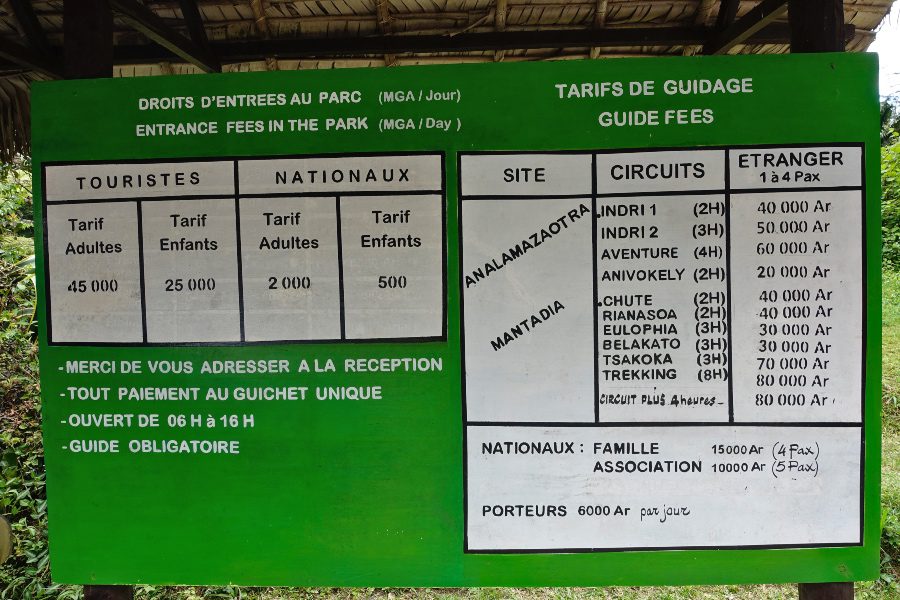 DROITS D'ENTREES AU PARC (MGA / Jour)
ENTRANCE FEES IN THE PARK (MGA / Day )
TOURISTES NATIONAUX
Tarif Adultes Tarif Enfants Tarif Adultes Tarif Enfants
45 000 25 000 2 000 500
-MERCI DE VOUS ADRESSER A LA RECEPTION
-TOUT PAIEMENT AU GUICHET UNIQUE
-OUVERT DE 06 H à 16 H
-GUIDE OBLIGATOIRE
TARIFS DE GUIDAGE
GUIDE FEES
SITE CIRCUITS ETRANGER
1 à 4 Pax
ANALAMAZAOTRA
.INDRI 1 (2H) 40 000 Ar
INDRI 2 (3H) 50.000 Ar
AVENTURE (4H) 60 000 Ar
ANIVOKELY (2H) 20 000 Ar
MANTADIA
.CHUTE (2H) 40 000 Ar
RIANASOA (2H) 40 000 Ar
EULOPHIA (3H) 30 000 Ar
BELAKATO (3H) 30 000 Ar
TSAKOKA (3H) 70 000 Ar
TREKKING (8H) 80 000 Ar
CIRCUIT PLUS 4 heures- 80 000 Ar
NATIONAUX : FAMILLE 15000 Ar (4 Pax)
ASSOCIATION 10000 Ar (5 Pax)
PORTEURS 6000 Ar par jour